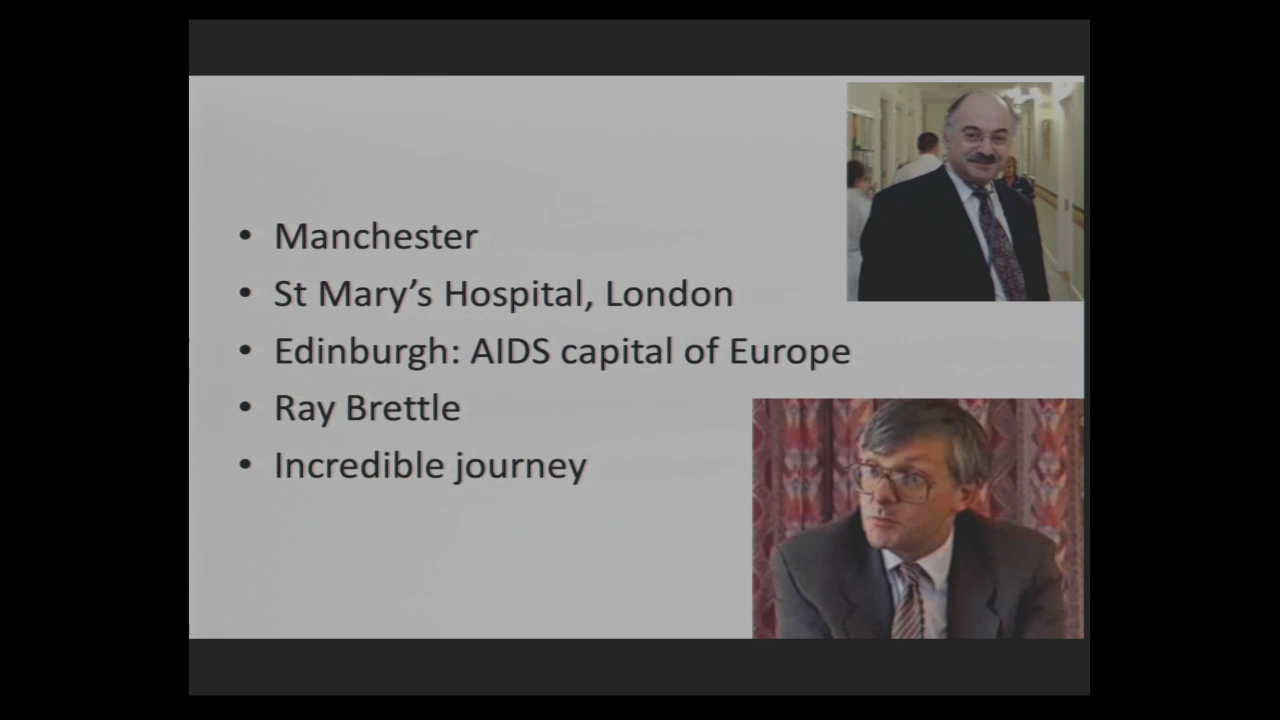 • Manchester
• St Mary’s Hospital, London
• Edinburgh: AIDS capital of Europe
• Ray Brettle
• Incredible journey